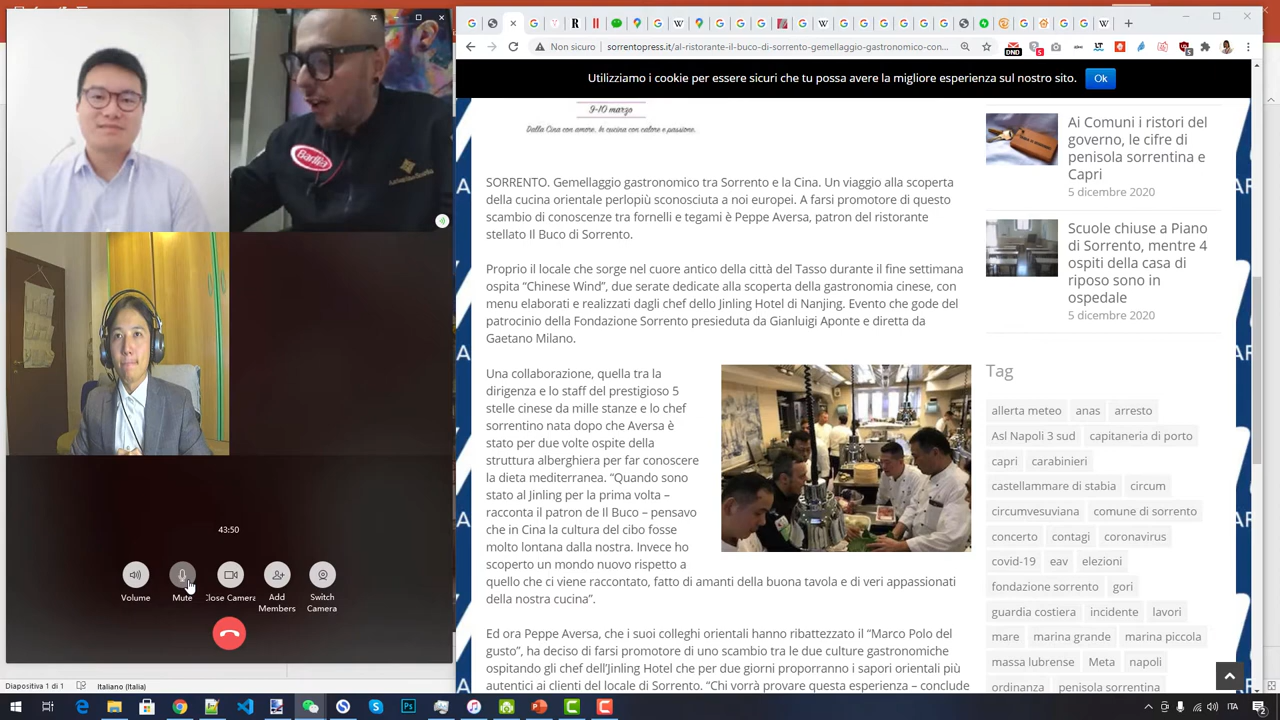 Non sicuro
sorrentopress.it/al-ristorante-il-buco-di-sorrento-gemellaggio-gastronomico-con...
DND
Utilizziamo i cookie per essere sicuri che tu possa avere la migliore esperienza sul nostro sito.
Ok
9-10 marzo
Dalla Cina con amore, la cucina con calore e passione.
SORRENTO. Gemellaggio gastronomico tra Sorrento e la Cina. Un viaggio alla scoperta
della cucina orientale perlopiù sconosciuta a noi europei. A farsi promotore di questo
scambio di conoscenze tra fornelli e tegami è Peppe Aversa, patron del ristorante
stellato Il Buco di Sorrento.
Proprio il locale che sorge nel cuore antico della città del Tasso durante il fine settimana
ospita “Chinese Wind”, due serate dedicate alla scoperta della gastronomia cinese, con
menu elaborati e realizzati dagli chef dello Jinling Hotel di Nanjing. Evento che gode del
patrocinio della Fondazione Sorrento presieduta da Gianluigi Aponte e diretta da
Gaetano Milano.
Una collaborazione, quella tra la
dirigenza e lo staff del prestigioso 5
stelle cinese da mille stanze e lo chef
sorrentino nata dopo che Aversa è
stato per due volte ospite della
struttura alberghiera per far conoscere
la dieta mediterranea. “Quando sono
stato al Jinling per la prima volta –
racconta il patron de Il Buco – pensavo
che in Cina la cultura del cibo fosse
molto lontana dalla nostra. Invece ho
scoperto un mondo nuovo rispetto a
quello che ci viene raccontato, fatto di amanti della buona tavola e di veri appassionati
della nostra cucina”.
Ed ora Peppe Aversa, che i suoi colleghi orientali hanno ribattezzato il “Marco Polo del
gusto”, ha deciso di farsi promotore di uno scambio tra le due culture gastronomiche
ospitando gli chef dell’Jinling Hotel che per due giorni proporranno i sapori orientali più
autentici ai clienti del locale di Sorrento. “Chi vorrà provare questa esperienza – conclude
Ai Comuni i ristori del
governo, le cifre di
penisola sorrentina e
Capri
5 dicembre 2020
Scuole chiuse a Piano
di Sorrento, mentre 4
ospiti della casa di
riposo sono in
ospedale
5 dicembre 2020
Tag
allerta meteo anas arresto
Asl Napoli 3 sud capitaneria di porto
capri carabinieri
castellammare di stabia circum
circumvesuviana comune di sorrento
concerto contagi coronavirus
covid-19 eav elezioni
fondazione sorrento gori
guardia costiera incidente lavori
mare marina grande marina piccola
massa lubrense Meta napoli
ordinanza penisola sorrentina
Barilla
43:50
Volume
Mute
Close Camera
Add
Members
Switch
Camera
Diapositiva 1 di 1
Italiano (Italia)
ITA